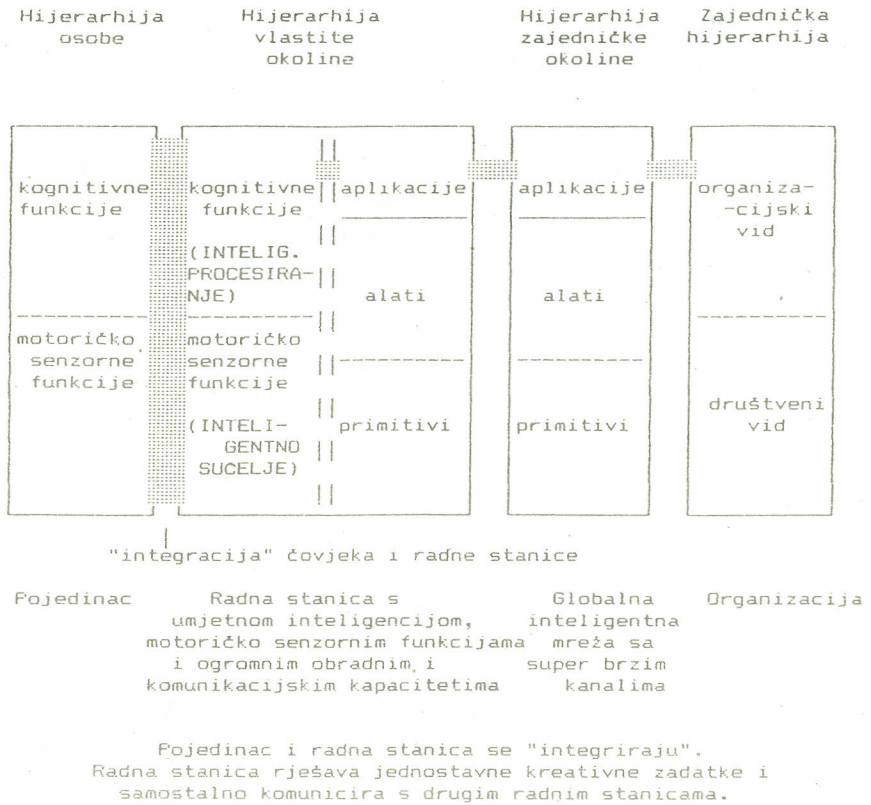 Hijerarhija
osobe
Hijerarhija
vlastite
okoline
Hijerarhija
zajedničke
okoline
Zajednička
hijerarhija
kognitivne
funkcije
motoričko
senzorne
funkcije
kognitivne
funkcije
(INTELIG.
PROCESIRA-
NJE)
motoričko
senzorne
funkcije
(INTELI-
GENTNO
SUCELJE)
aplikacije
alati
primitivi
aplikacije
alati
primitivi
organiza-
-cijski
vid
društveni
vid
"integracija" čovjeka i radne stanice
Pojedinac
Radna stanica s
umjetnom inteligencijom,
motoričko senzornim funkcijama
i ogromnim obradnim i
komunikacijskim kapacitetima
Globalna
inteligentna
mreža sa
super brzim
kanalima
Organizacija
Pojedinac i radna stanica se "integriraju".
Radna stanica rješava jednostavne kreativne zadatke i
samostalno komunicira s drugim radnim stanicama.